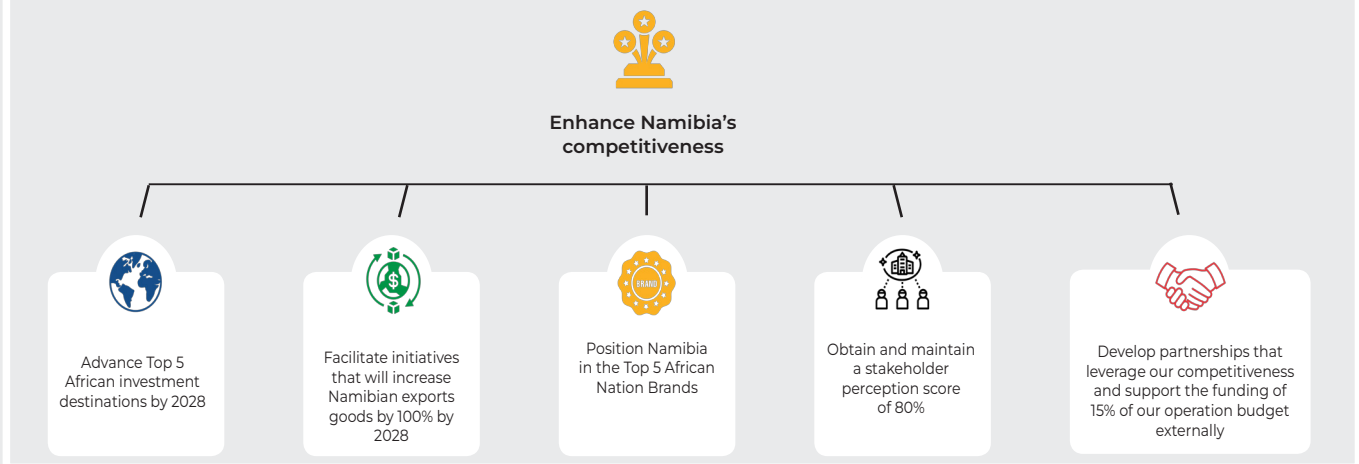 Enhance Namibia's
competitiveness
Advance Top 5
African investment
destinations by 2028
$
Facilitate initiatives
that will increase
Namibian exports
goods by 100% by
2028
BRAND
Position Namibia
in the Top 5 African
Nation Brands
Obtain and maintain
a stakeholder
perception score
of 80%
Develop partnerships that
leverage our competitiveness
and support the funding of
15% of our operation budget
externally